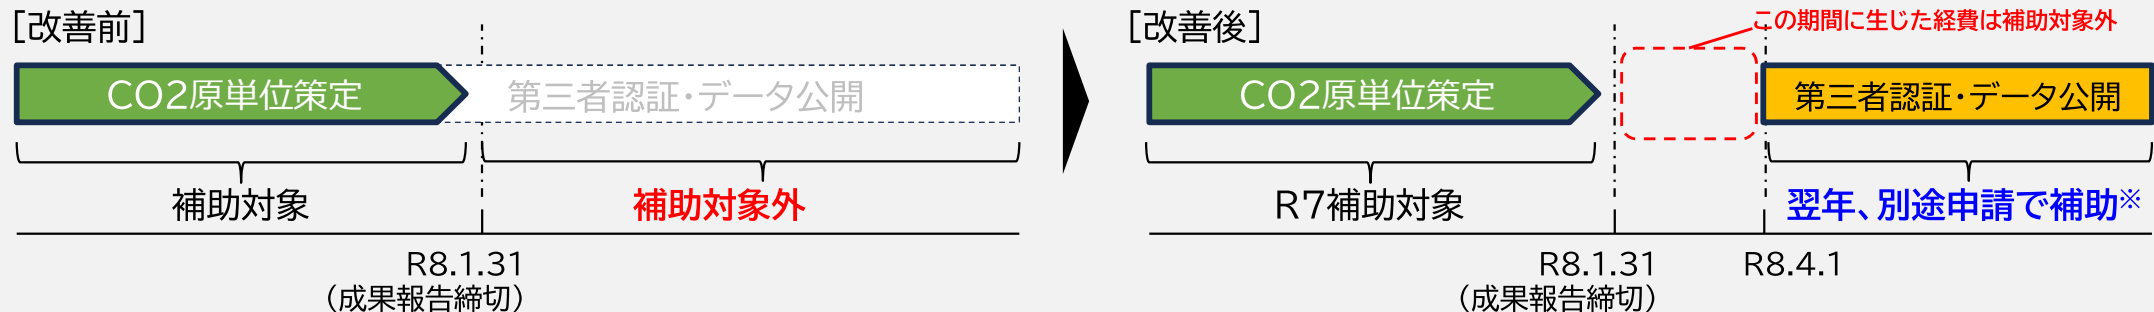 ［改善前］
CO2原単位策定
第三者認証・データ公開
補助対象
補助対象外
R8.1.31
（成果報告締切）
［改善後］
この期間に生じた経費は補助対象外
CO2原単位策定
第三者認証・データ公開
R7補助対象
翌年、別途申請で補助※
R8.1.31
（成果報告締切）
R8.4.1